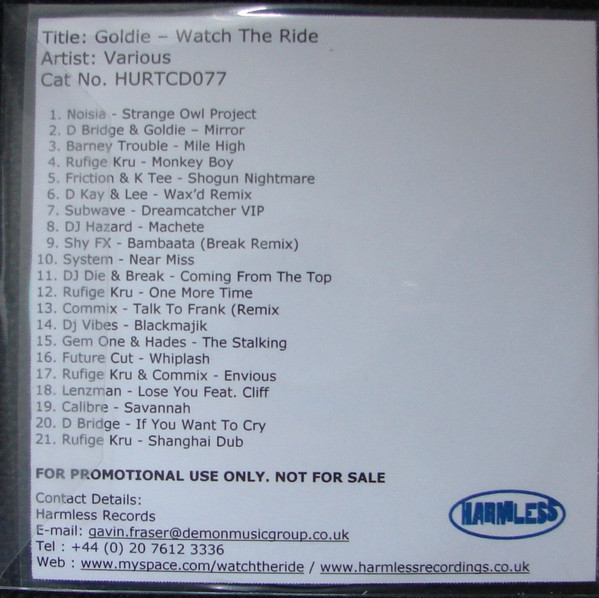 Title: Goldie – Watch The Ride
Artist: Various
Cat No. HURTCD077
1. Noisia - Strange Owl Project
2. D Bridge & Goldie – Mirror
3. Barney Trouble - Mile High
4. Rufige Kru - Monkey Boy
5. Friction & K Tee - Shogun Nightmare
6. D Kay & Lee - Wax'd Remix
7. Subwave - Dreamcatcher VIP
8. DJ Hazard - Machete
9. Shy FX - Bambaata (Break Remix)
10. System - Near Miss
11. DJ Die & Break - Coming From The Top
12. Rufige Kru - One More Time
13. Commix - Talk To Frank (Remix
14. Dj Vibes - Blackmajik
15. Gem One & Hades - The Stalking
16. Future Cut - Whiplash
17. Rufige Kru & Commix - Envious
18. Lenzman - Lose You Feat. Cliff
19. Calibre - Savannah
20. D Bridge - If You Want To Cry
21. Rufige Kru - Shanghai Dub
FOR PROMOTIONAL USE ONLY. NOT FOR SALE
Contact Details:
Harmless Records
E-mail: gavin.fraser@demonmusicgroup.co.uk
Tel : +44 (0) 20 7612 3336
Web : www.myspace.com/watchtheride / www.harmlessrecordings.co.uk
HARMLESS